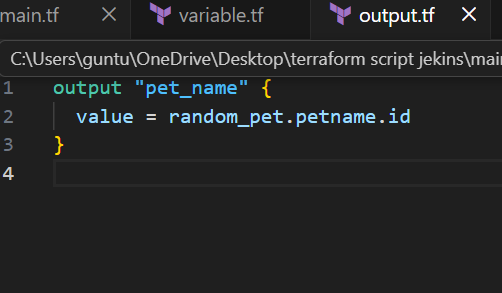 main.tf
variable.tf
output.tf
C:\Users\guntu\OneDrive\Desktop\terraform script jekins\mai
1 output "pet_name" {
2 value = random_pet.petname.id
3 }
4